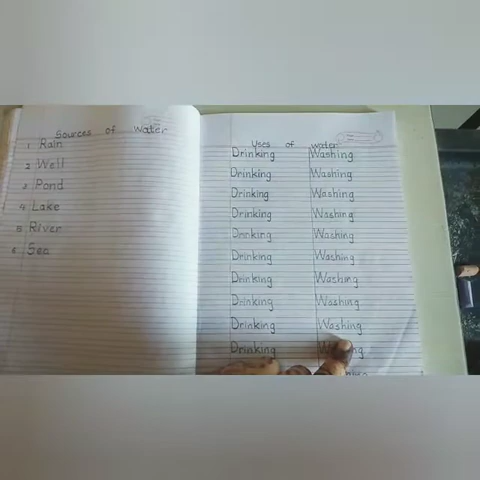 Sources of water
1 Rain
2 Well
3 Pond
4 Lake
5 River
6 Sea
Uses of water
Drinking Washing
Drinking Washing
Drinking Washing
Drinking Washing
Drinking Washing
Drinking Washing
Drinking Washing
Drinking Washing
Drinking Washing
Drinking